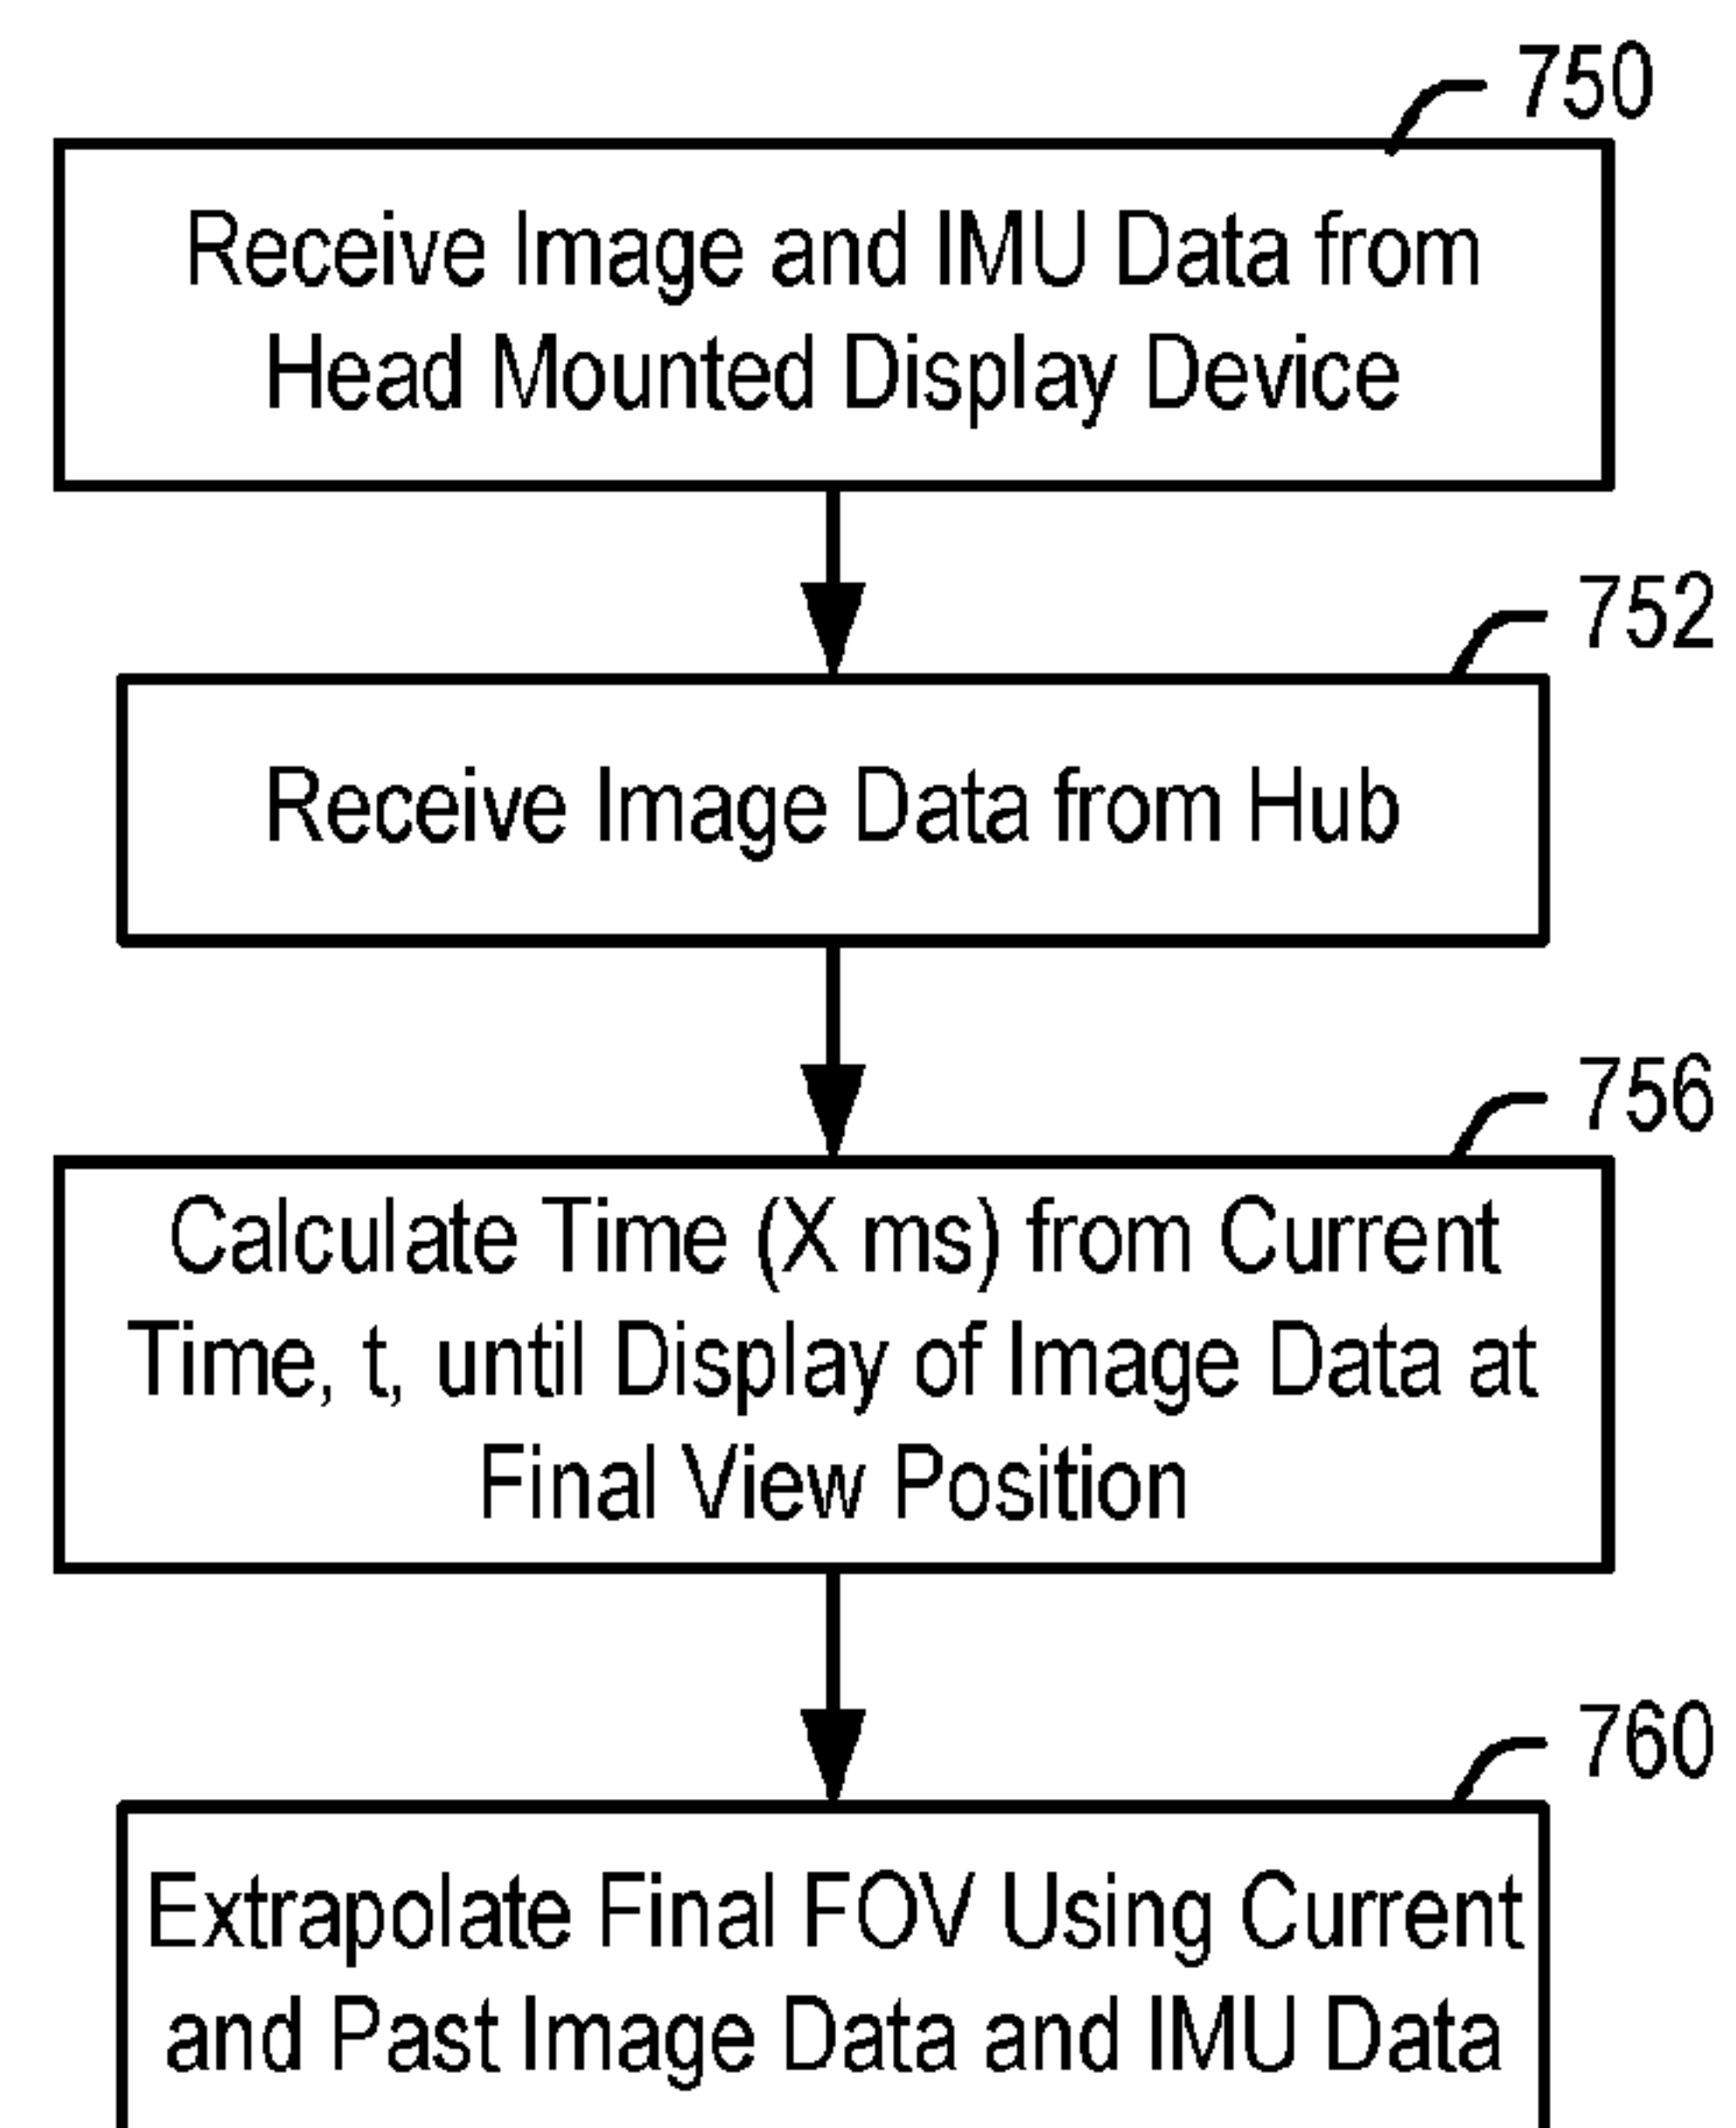 750
Receive Image and IMU Data from
Head Mounted Display Device
752
Receive Image Data from Hub
756
Calculate Time (X ms) from Current
Time, t, until Display of Image Data at
Final View Position
760
Extrapolate Final FOV Using Current
and Past Image Data and IMU Data